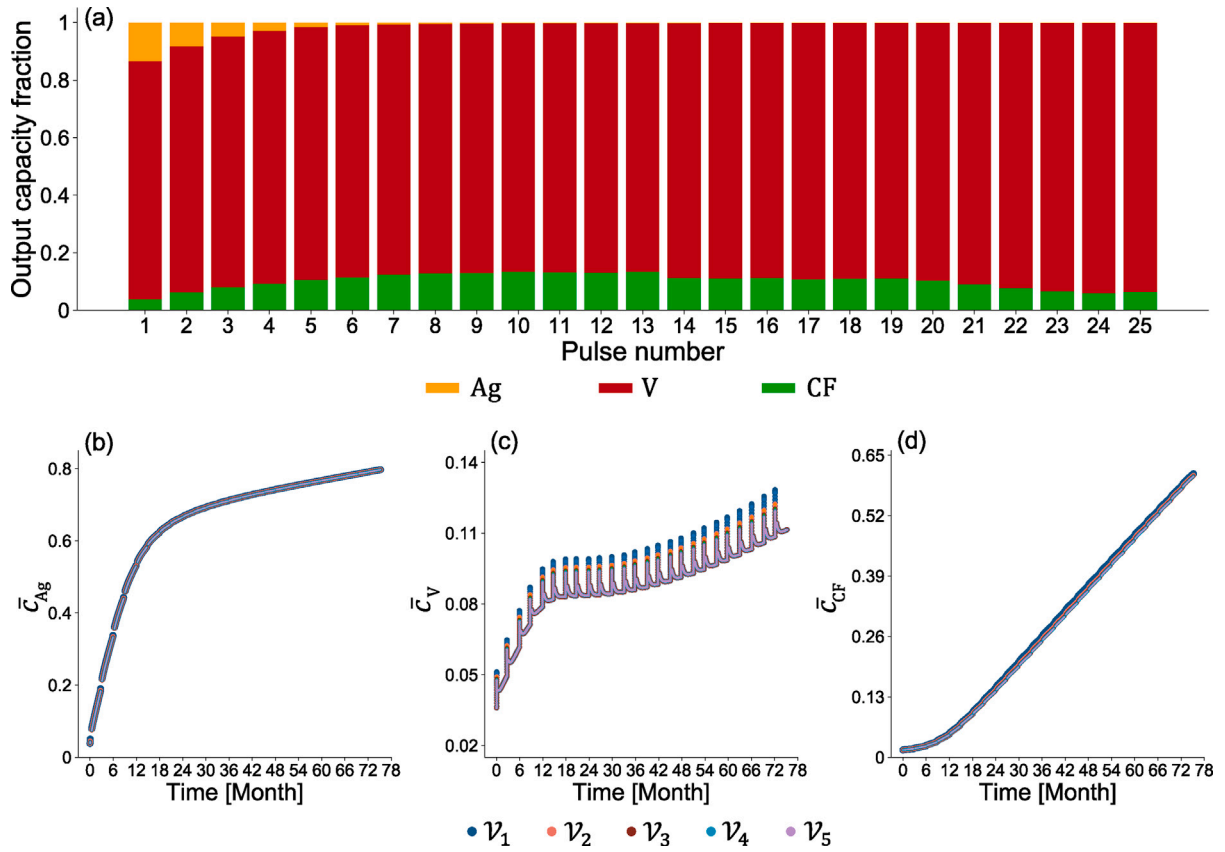 (a)
Output capacity fraction
1
0.8
0.6
0.4
0.2
0
1 2 3 4 5 6 7 8 9 10 11 12 13 14 15 16 17 18 19 20 21 22 23 24 25
Pulse number
Ag V CF
(b)
c̄_Ag
0.8
0.6
0.4
0.2
0
0 6 12 18 24 30 36 42 48 54 60 66 72 78
Time [Month]
(c)
c̄_V
0.14
0.11
0.08
0.05
0.02
0 6 12 18 24 30 36 42 48 54 60 66 72 78
Time [Month]
(d)
c̄_CF
0.65
0.52
0.39
0.26
0.13
0
0 6 12 18 24 30 36 42 48 54 60 66 72 78
Time [Month]
𝒱₁ 𝒱₂ 𝒱₃ 𝒱₄ 𝒱₅